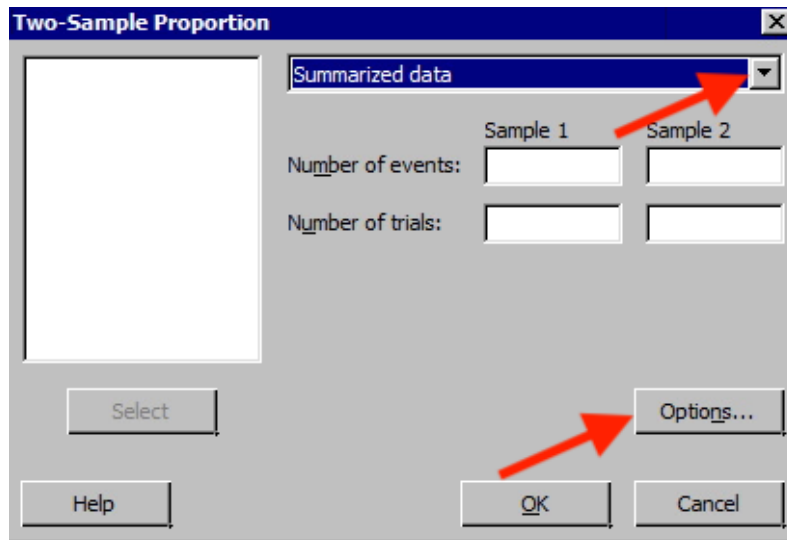 Two-Sample Proportion
Summarized data
Sample 1 Sample 2
Number of events:
Number of trials:
Select
Options...
Help
OK
Cancel